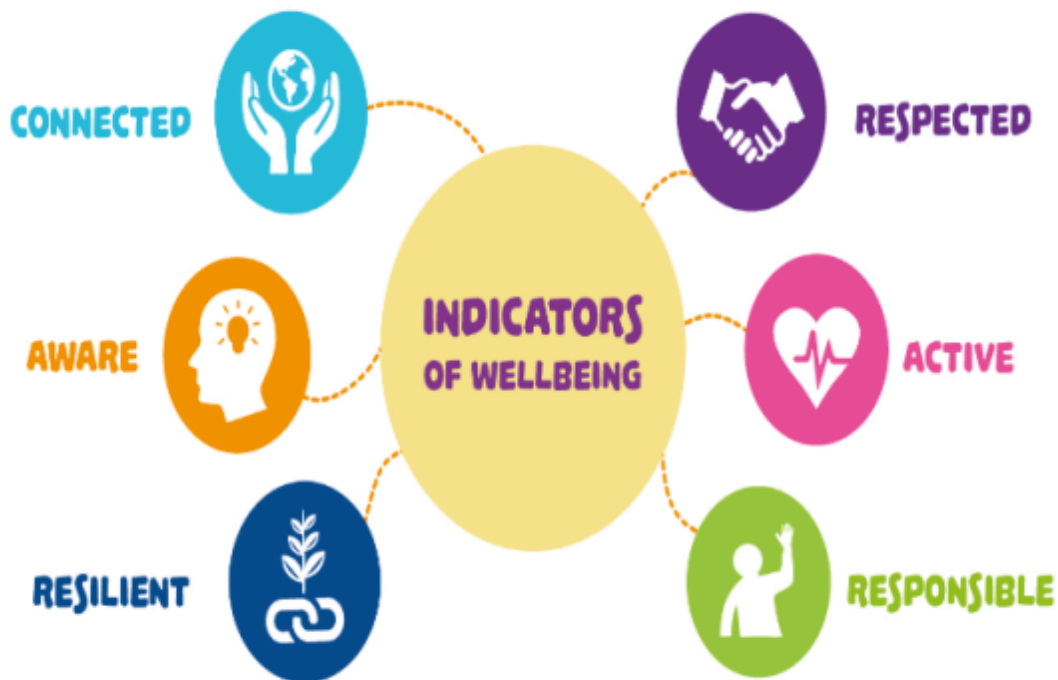 CONNECTED
RESPECTED
INDICATORS
OF WELLBEING
AWARE
ACTIVE
RESILIENT
RESPONSIBLE